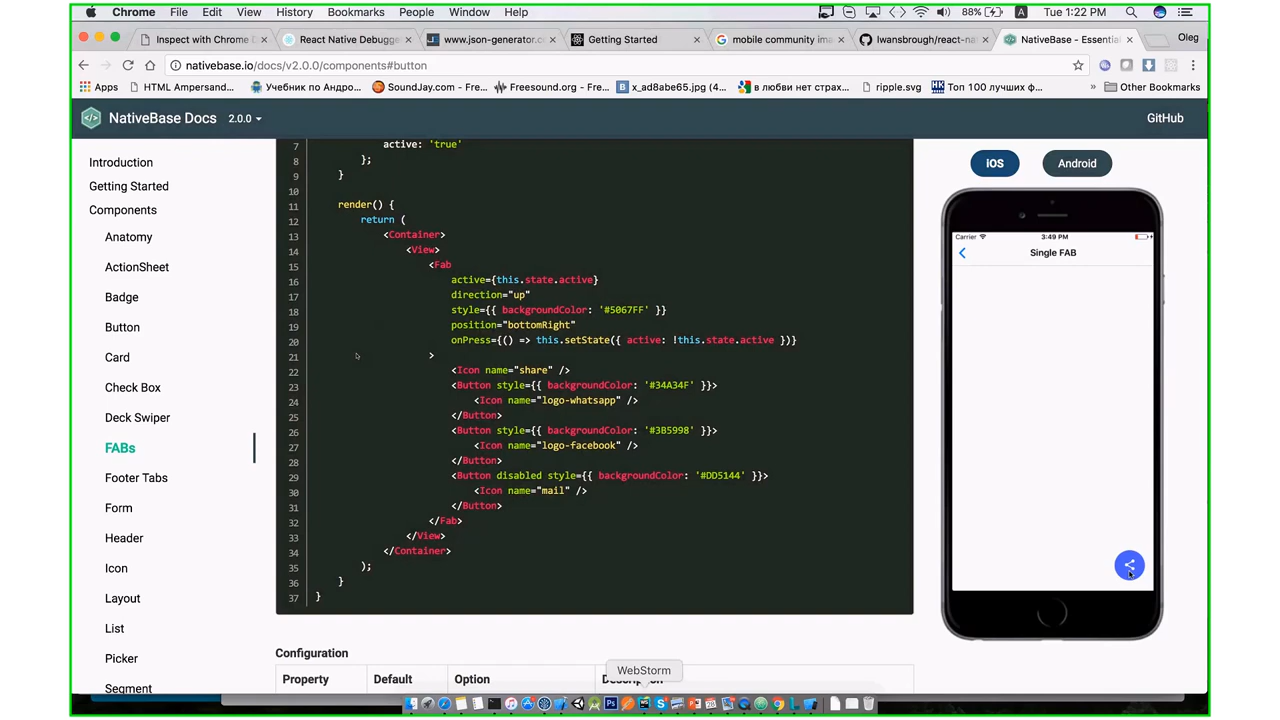 Chrome File Edit View History Bookmarks People Window Help 88% A Tue 1:22 PM
Inspect with Chrome D
React Native Debugge
www.json-generator.c
Getting Started
mobile community ima
lwansbrough/react-na
NativeBase - Essentia
Oleg
nativebase.io/docs/v2.0.0/components#button
Apps
HTML Ampersand...
Учебник по Андро...
SoundJay.com - Fre...
Freesound.org - Fre...
x_ad8abe65.jpg (4...
в любви нет страх...
ripple.svg
Топ 100 лучших ф...
»
Other Bookmarks
NativeBase Docs 2.0.0
GitHub
Introduction
Getting Started
Components
Anatomy
ActionSheet
Badge
Button
Card
Check Box
Deck Swiper
FABs
Footer Tabs
Form
Header
Icon
Layout
List
Picker
Segment
7 active: 'true'
8 };
9 }
10
11 render() {
12 return (
13 <Container>
14 <View>
15 <Fab
16 active={this.state.active}
17 direction="up"
18 style={{ backgroundColor: '#5067FF' }}
19 position="bottomRight"
20 onPress={() => this.setState({ active: !this.state.active })}
21 >
22 <Icon name="share" />
23 <Button style={{ backgroundColor: '#34A34F' }}>
24 <Icon name="logo-whatsapp" />
25 </Button>
26 <Button style={{ backgroundColor: '#3B5998' }}>
27 <Icon name="logo-facebook" />
28 </Button>
29 <Button disabled style={{ backgroundColor: '#DD5144' }}>
30 <Icon name="mail" />
31 </Button>
32 </Fab>
33 </View>
34 </Container>
35 );
36 }
37 }
Configuration
Property Default Option
WebStorm
iOS
Android
Carrier 3:49 PM
Single FAB